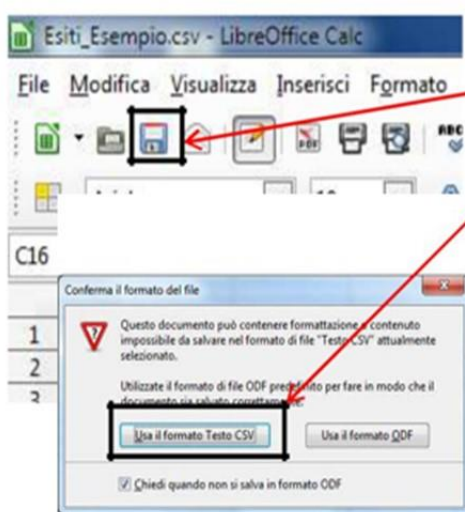 Esiti_Esempio.csv - LibreOffice Calc
File Modifica Visualizza Inserisci Formato
PDF ABC
C16
Conferma il formato del file
1
2
3
Questo documento può contenere formattazione o contenuto
impossibile da salvare nel formato di file "Testo CSV" attualmente
selezionato.
Utilizzate il formato di file ODF predefinito per fare in modo che il
documento sia salvato correttamente.
Usa il formato Testo CSV
Usa il formato ODF
Chiedi quando non si salva in formato ODF